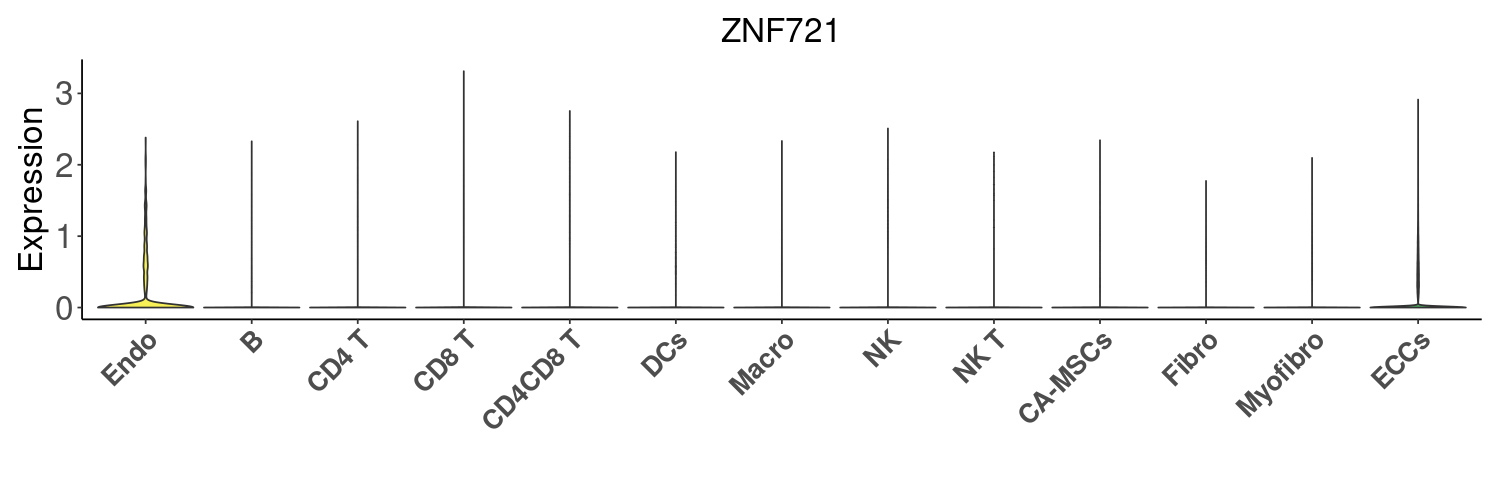 ZNF721
Expression
3
2
1
0
Endo
B
CD4 T
CD8 T
CD4CD8 T
DCs
Macro
NK
NK T
CA-MSCs
Fibro
Myofibro
ECCs